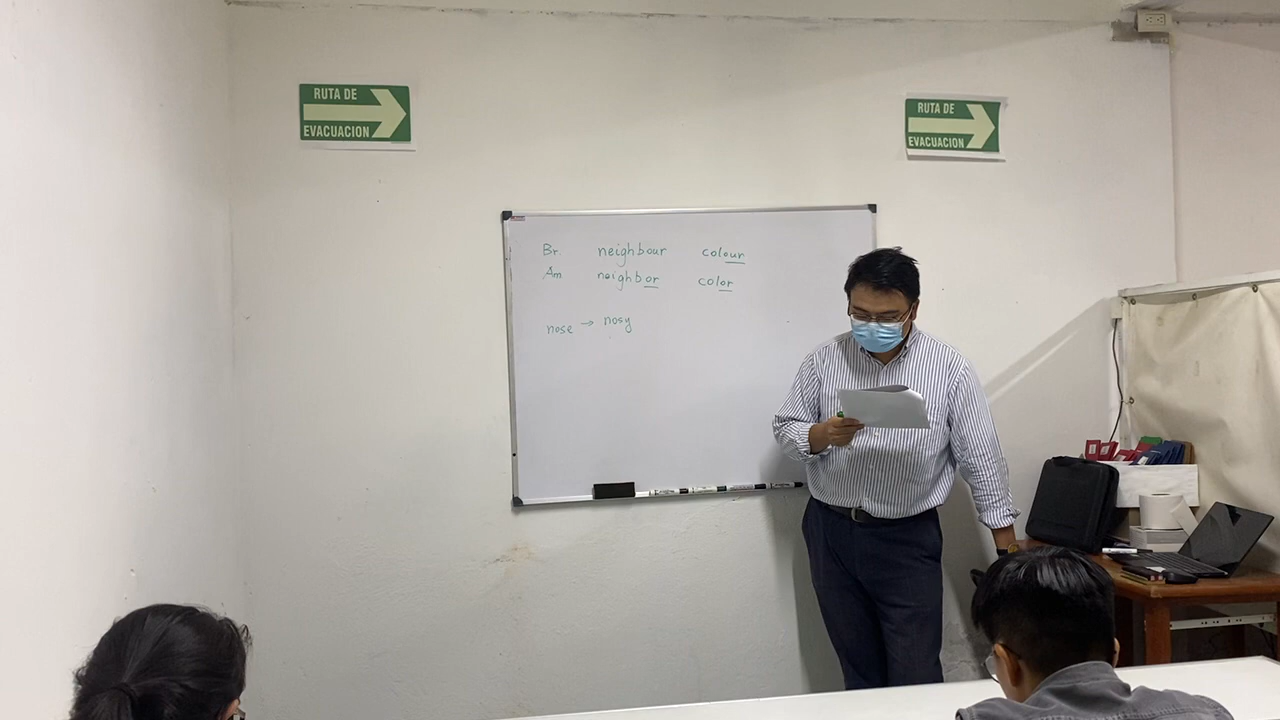 RUTA DE
EVACUACION
RUTA DE
EVACUACION
Br. neighbour colour
Am neighbor color
nose → nosy